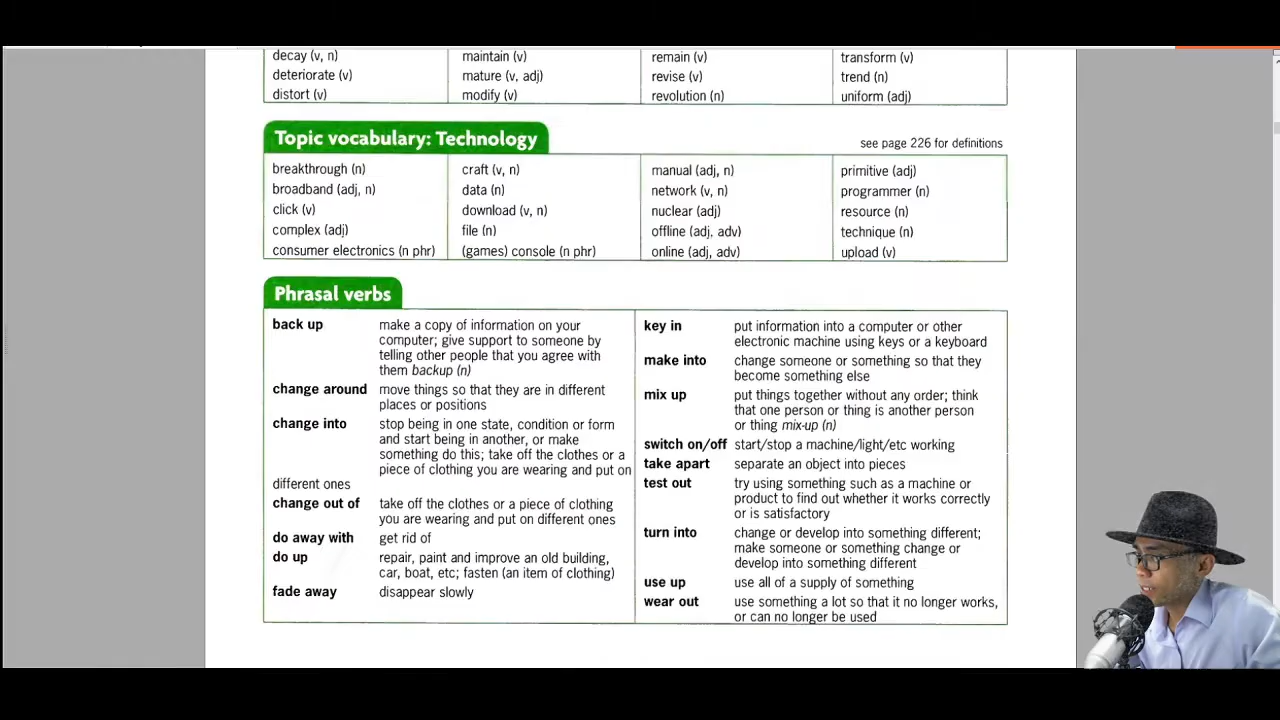 decay (v, n)
deteriorate (v)
distort (v)
maintain (v)
mature (v, adj)
modify (v)
remain (v)
revise (v)
revolution (n)
transform (v)
trend (n)
uniform (adj)
Topic vocabulary: Technology
see page 226 for definitions
breakthrough (n)
broadband (adj, n)
click (v)
complex (adj)
consumer electronics (n phr)
craft (v, n)
data (n)
download (v, n)
file (n)
(games) console (n phr)
manual (adj, n)
network (v, n)
nuclear (adj)
offline (adj, adv)
online (adj, adv)
primitive (adj)
programmer (n)
resource (n)
technique (n)
upload (v)
Phrasal verbs
back up make a copy of information on your
computer; give support to someone by
telling other people that you agree with
them backup (n)
change around move things so that they are in different
places or positions
change into stop being in one state, condition or form
and start being in another, or make
something do this; take off the clothes or a
piece of clothing you are wearing and put on
different ones
change out of take off the clothes or a piece of clothing
you are wearing and put on different ones
do away with get rid of
do up repair, paint and improve an old building,
car, boat, etc; fasten (an item of clothing)
fade away disappear slowly
key in put information into a computer or other
electronic machine using keys or a keyboard
make into change someone or something so that they
become something else
mix up put things together without any order; think
that one person or thing is another person
or thing mix-up (n)
switch on/off start/stop a machine/light/etc working
take apart separate an object into pieces
test out try using something such as a machine or
product to find out whether it works correctly
or is satisfactory
turn into change or develop into something different;
make someone or something change or
develop into something different
use up use all of a supply of something
wear out use something a lot so that it no longer works,
or can no longer be used